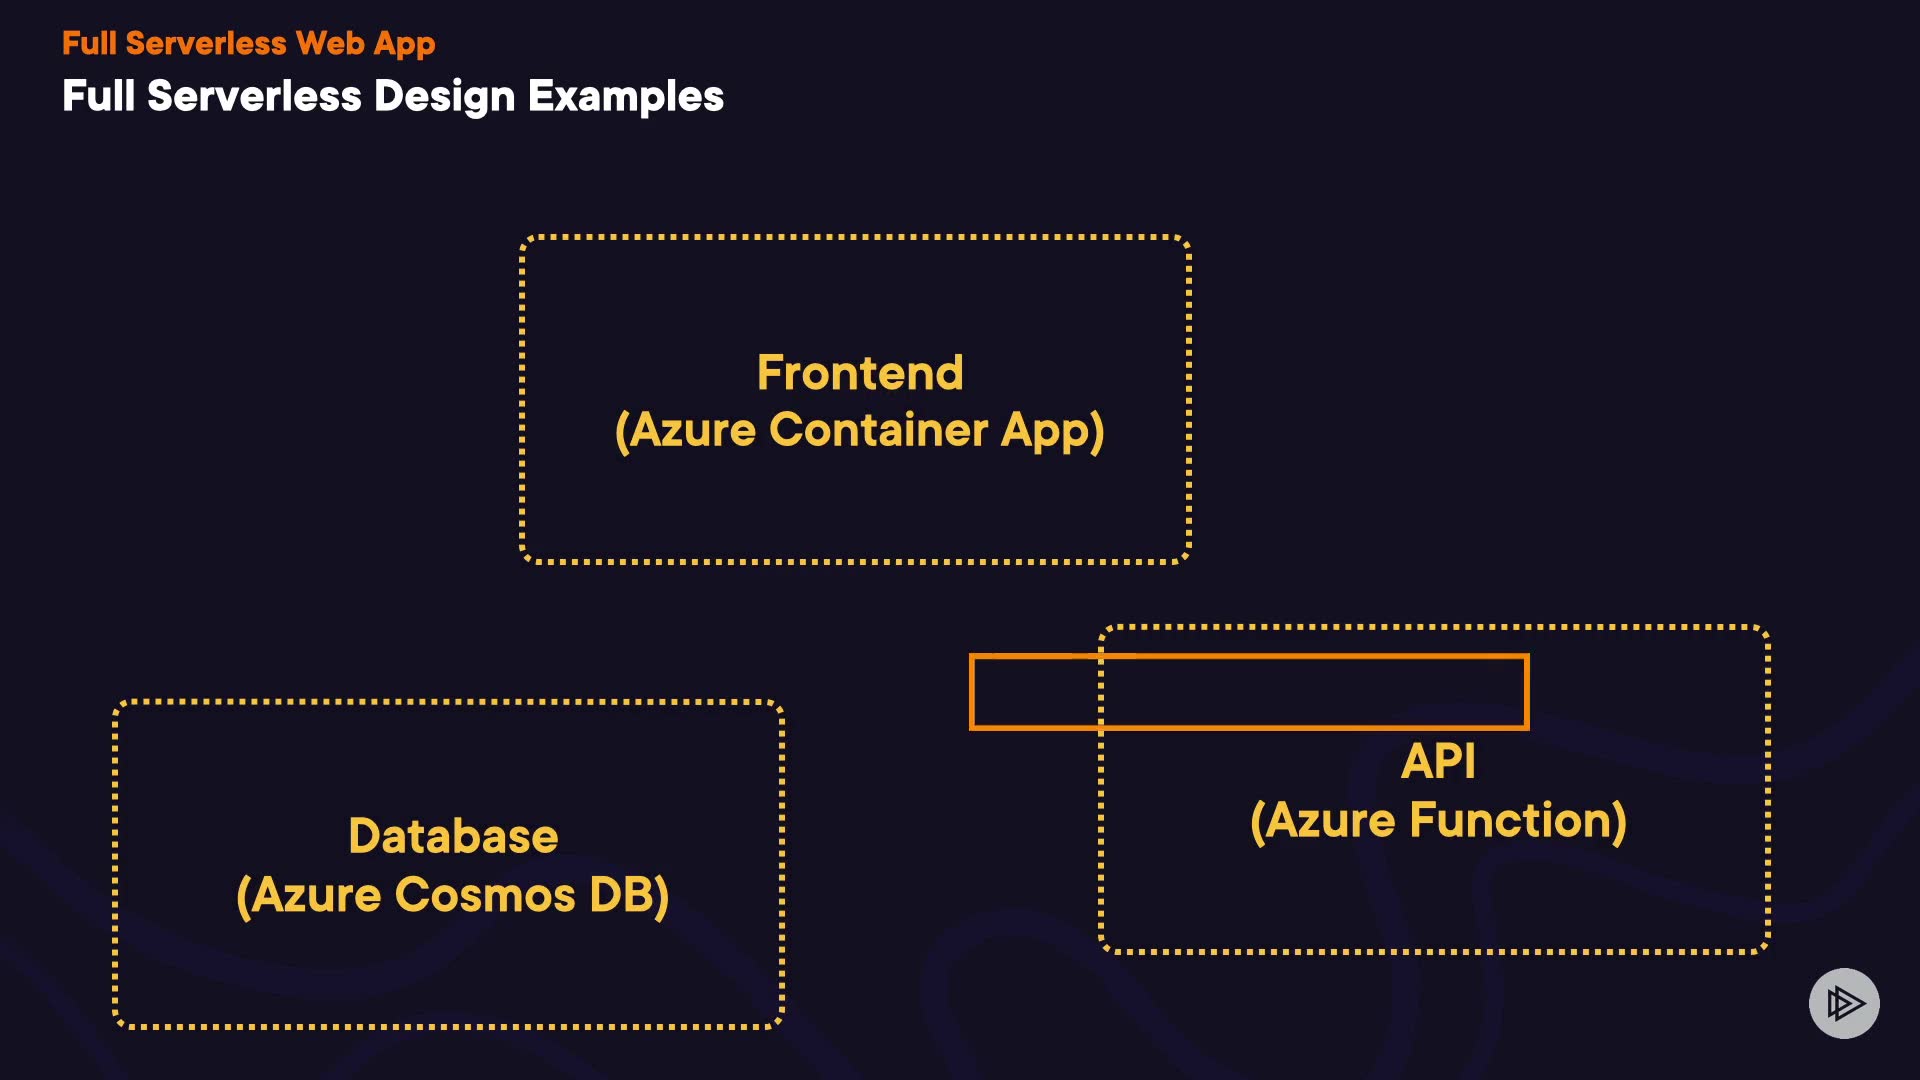 Full Serverless Web App
Full Serverless Design Examples
Frontend
(Azure Container App)
API
(Azure Function)
Database
(Azure Cosmos DB)